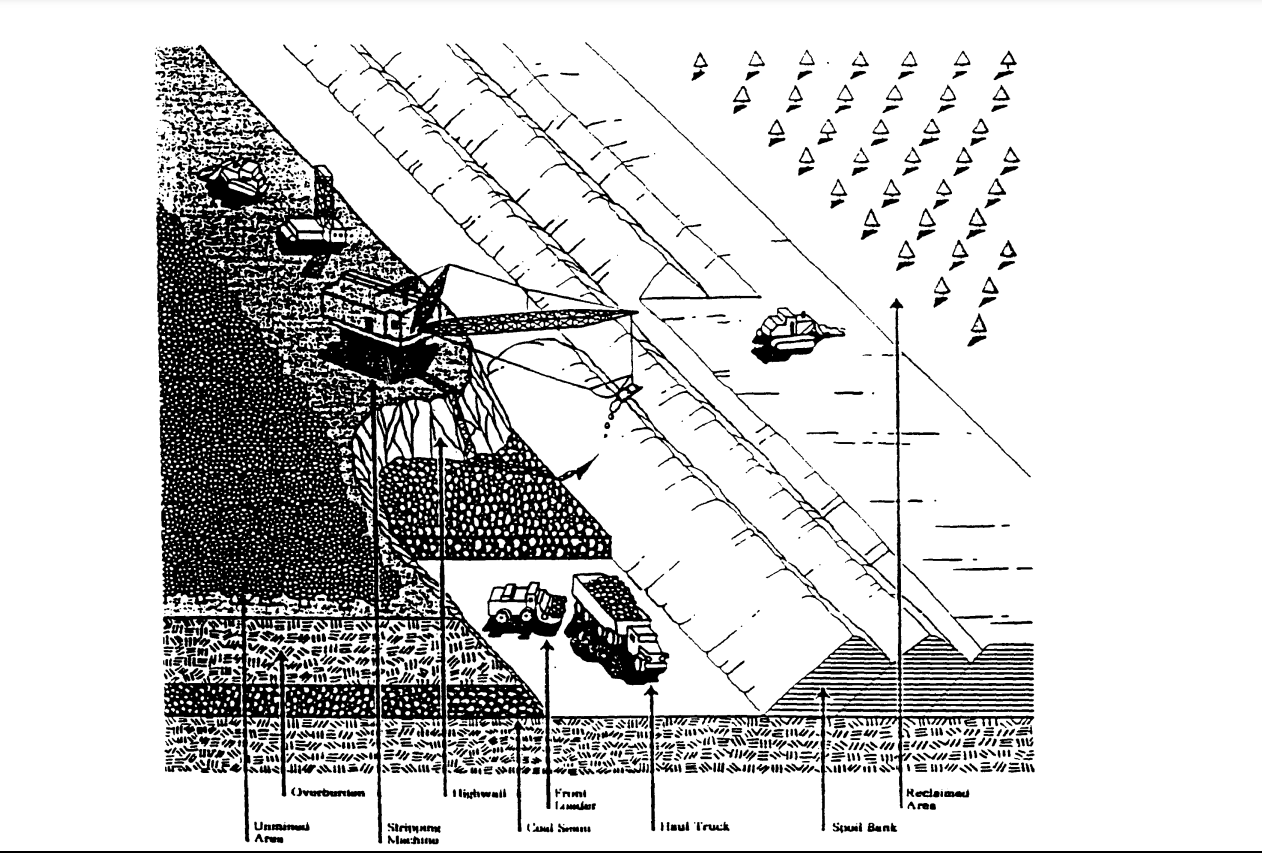 Overburden
Highwall
Front
Loader
Reclaimed
Area
Unmined
Area
Stripping
Machine
Coal Seam
Haul Truck
Spoil Bank